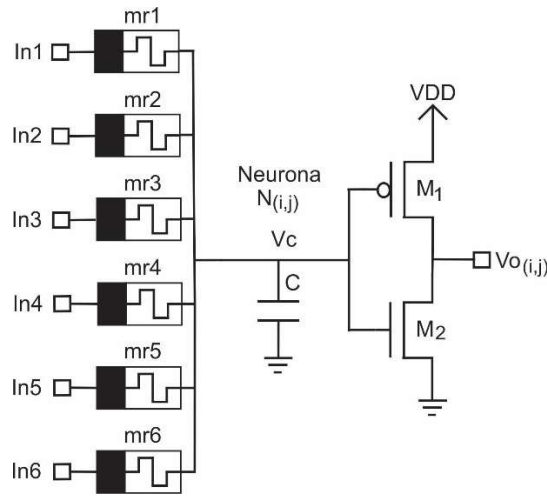 mr1
In1
mr2
In2
mr3
In3
mr4
In4
mr5
In5
mr6
In6
Neurona
N(i,j)
Vc
C
VDD
M1
Vo(i,j)
M2